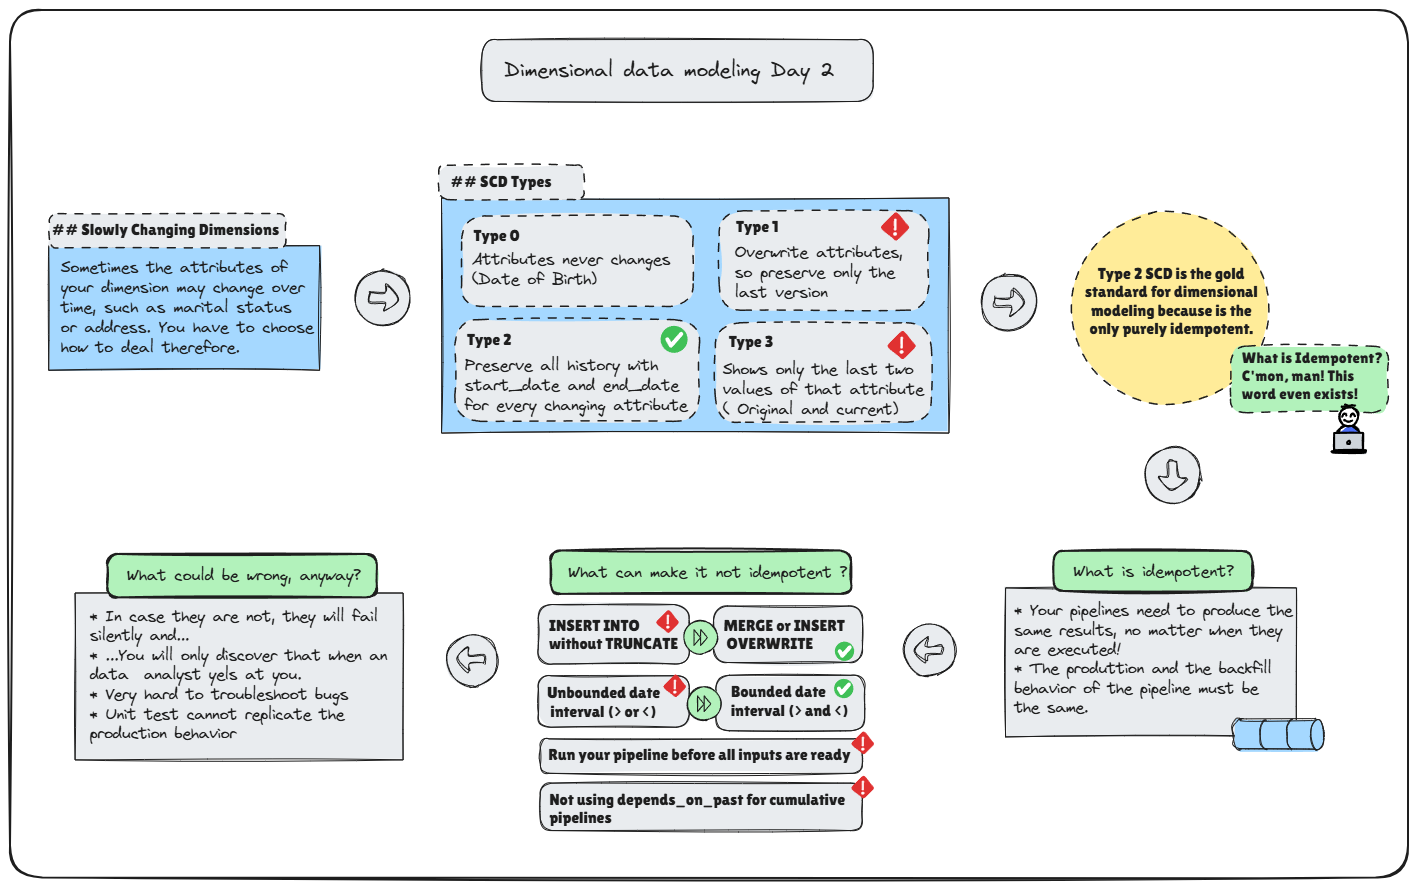 Dimensional data modeling Day 2
## Slowly Changing Dimensions
Sometimes the attributes of
your dimension may change over
time, such as marital status
or address. You have to choose
how to deal therefore.
## SCD Types
Type 0
Attributes never changes
(Date of Birth)
Type 1
Overwrite attributes,
so preserve only the
last version
Type 2
Preserve all history with
start_date and end_date
for every changing attribute
Type 3
Shows only the last two
values of that attribute
( Original and current)
Type 2 SCD is the gold
standard for dimensional
modeling because is the
only purely idempotent.
What is Idempotent?
C'mon, man! This
word even exists!
What is idempotent?
* Your pipelines need to produce the
same results, no matter when they
are executed!
* The produttion and the backfill
behavior of the pipeline must be
the same.
What can make it not idempotent ?
INSERT INTO
without TRUNCATE
MERGE or INSERT
OVERWRITE
Unbounded date
interval (> or <)
Bounded date
interval (> and <)
Run your pipeline before all inputs are ready
Not using depends_on_past for cumulative
pipelines
What could be wrong, anyway?
* In case they are not, they will fail
silently and...
* ...You will only discover that when an
data analyst yels at you.
* Very hard to troubleshoot bugs
* Unit test cannot replicate the
production behavior